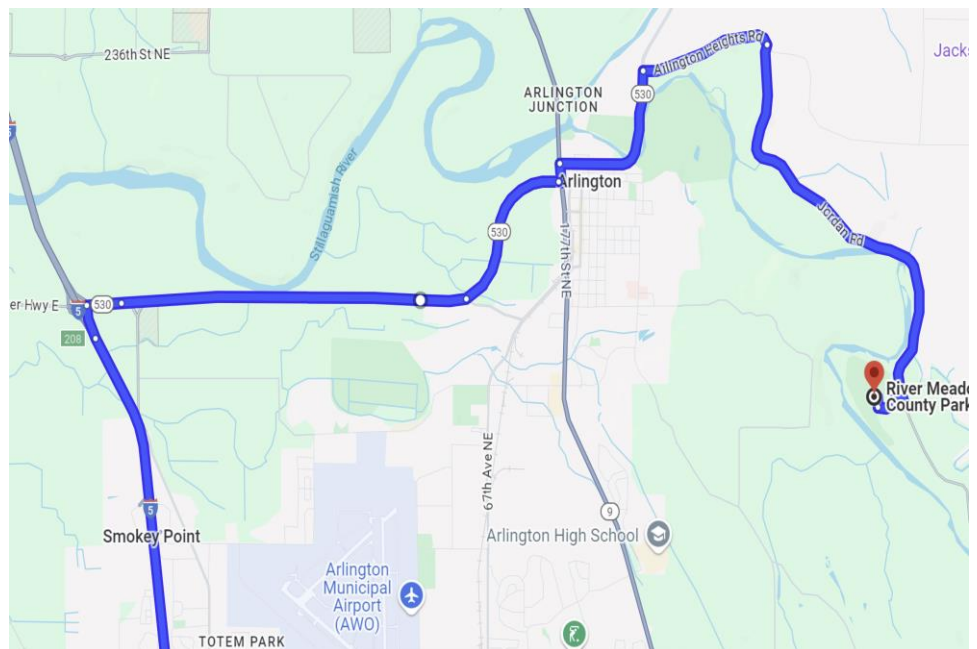 236th St NE
Jacks
Arlington Heights Rd
530
ARLINGTON
JUNCTION
Stillaguamish River
Arlington
Jordan Rd
530
177th St NE
er Hwy E
530
5
208
River Meado
County Park
67th Ave NE
5
9
Smokey Point
Arlington High School
Arlington
Municipal
Airport
(AWO)
TOTEM PARK